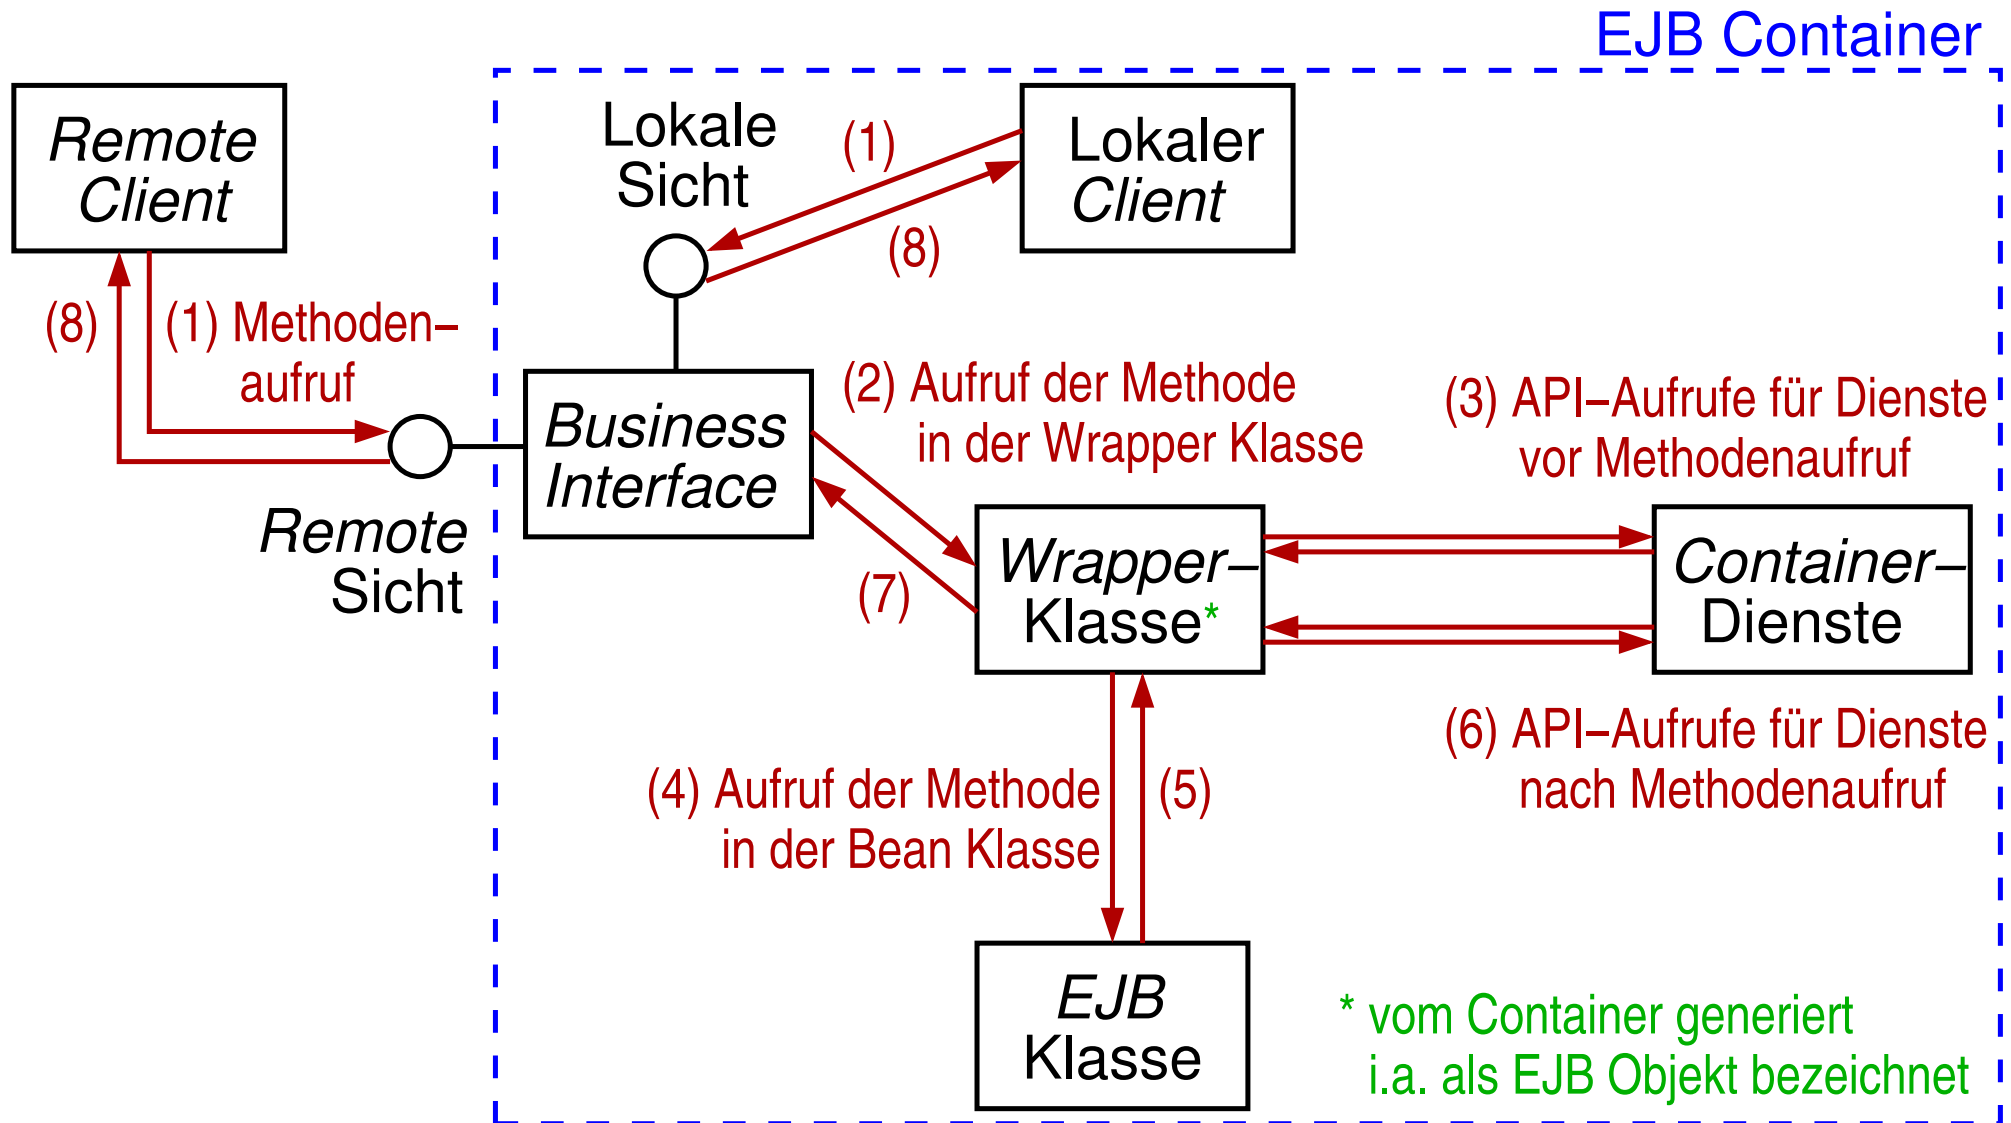 EJB Container
Remote
Client
Lokale
Sicht
(1)
(8)
Lokaler
Client
(8)
(1) Methoden–
aufruf
Remote
Sicht
Business
Interface
(2) Aufruf der Methode
in der Wrapper Klasse
(7)
(3) API–Aufrufe für Dienste
vor Methodenaufruf
Wrapper–
Klasse*
Container–
Dienste
(6) API–Aufrufe für Dienste
nach Methodenaufruf
(4) Aufruf der Methode
in der Bean Klasse
(5)
EJB
Klasse
* vom Container generiert
i.a. als EJB Objekt bezeichnet